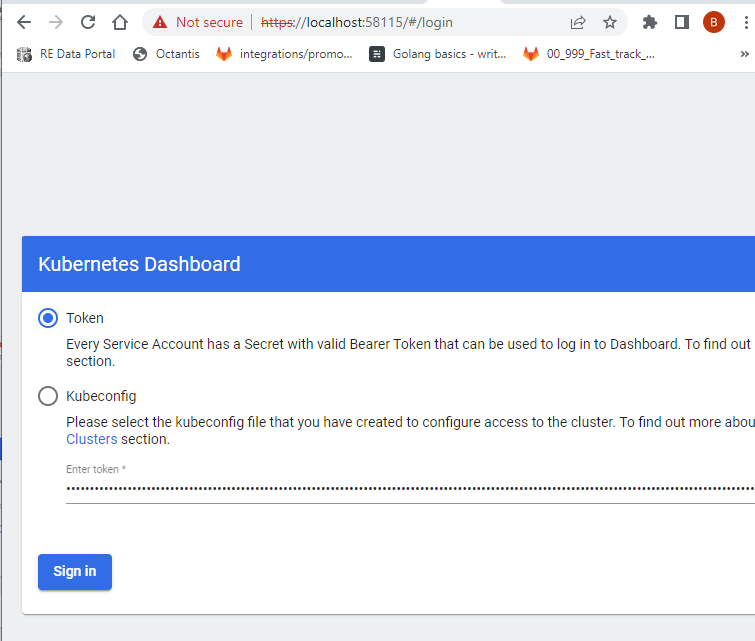 Not secure https://localhost:58115/#/login B
RE Data Portal Octantis integrations/promo... Golang basics - writ... 00_999_Fast_track_... »
Kubernetes Dashboard
Token
Every Service Account has a Secret with valid Bearer Token that can be used to log in to Dashboard. To find out
section.
Kubeconfig
Please select the kubeconfig file that you have created to configure access to the cluster. To find out more abou
Clusters section.
Enter token *
Sign in